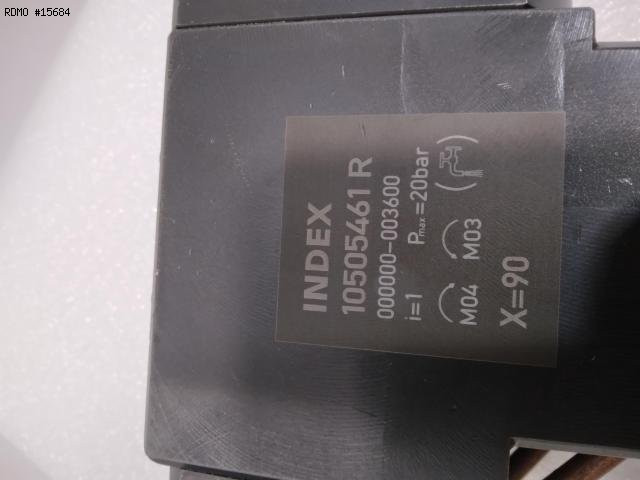 RDMO #15684
INDEX
10505461 R
000000-003600
i=1 Pmax=20bar
M04 M03
X=90